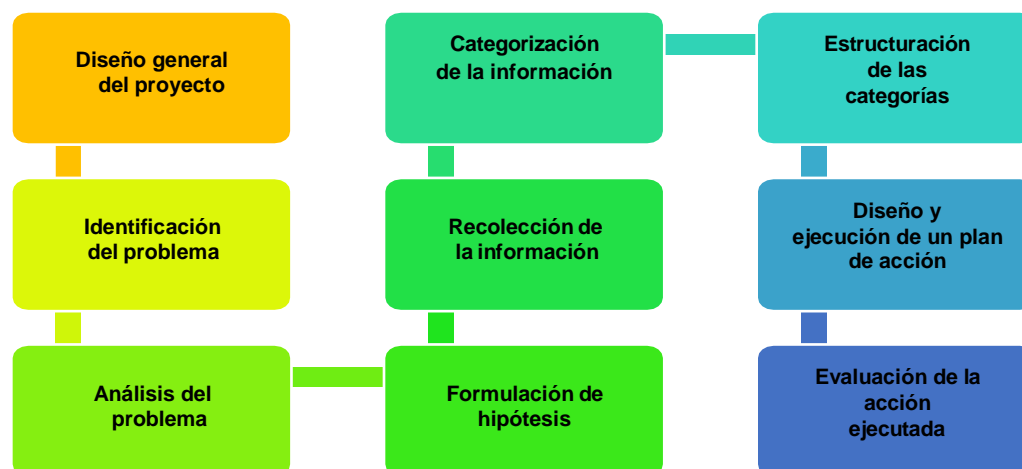 Diseño general
del proyecto
Identificación
del problema
Análisis del
problema
Formulación de
hipótesis
Recolección de
la información
Categorización
de la información
Estructuración
de las
categorías
Diseño y
ejecución de un plan
de acción
Evaluación de la
acción
ejecutada